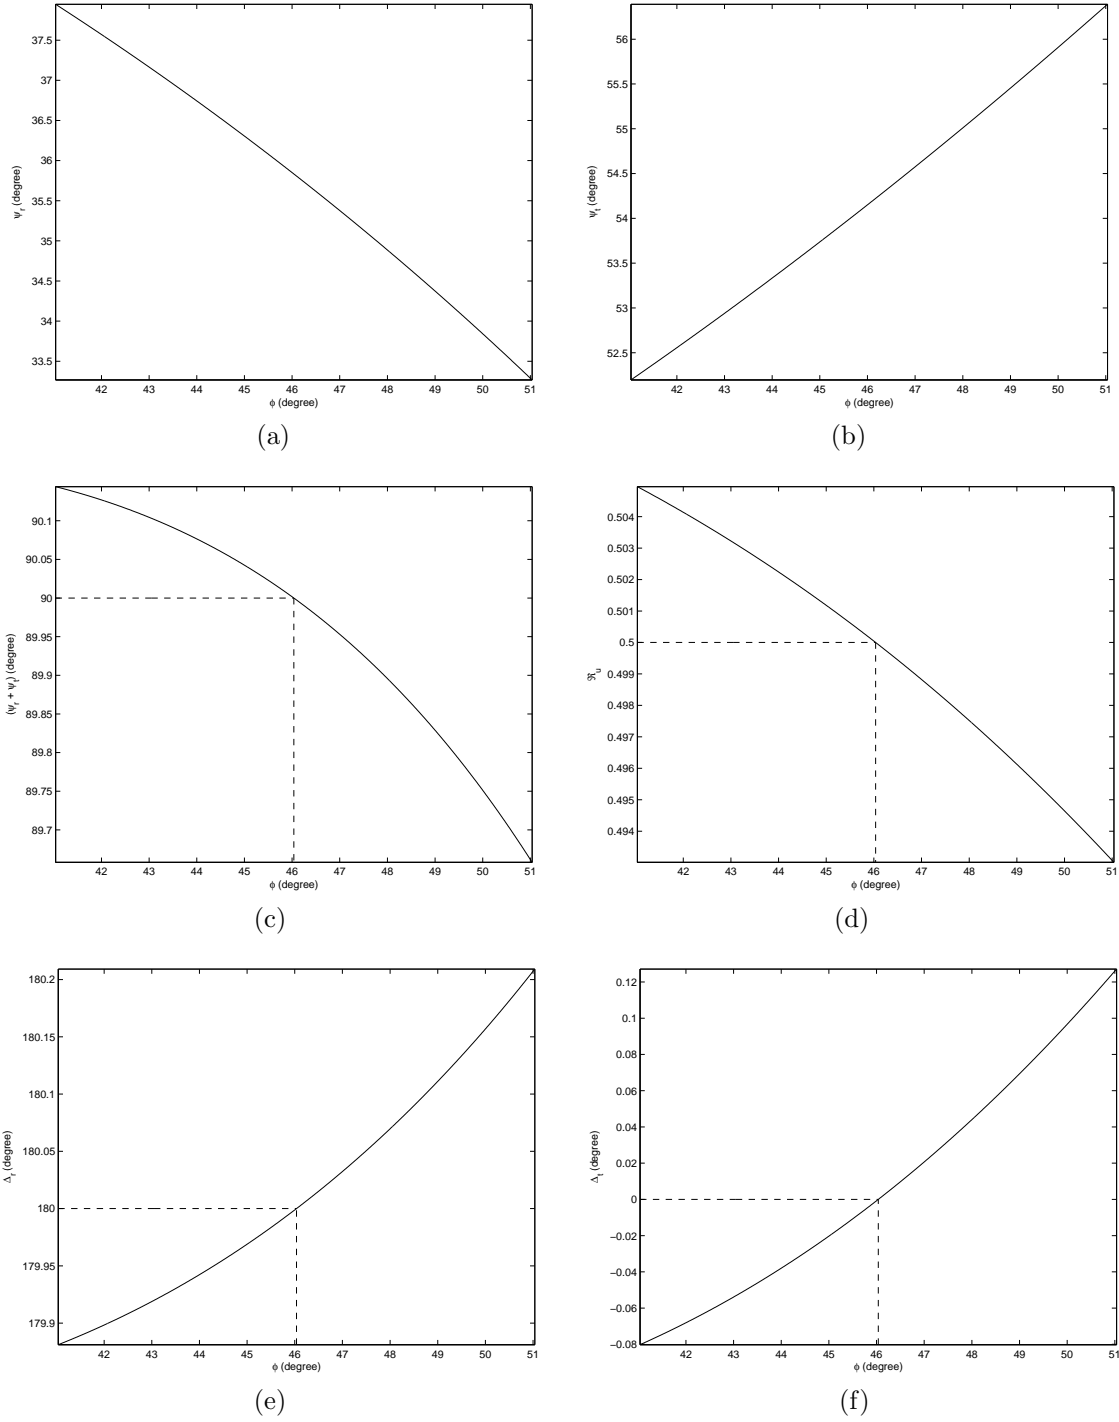 37.5
37
36.5
36
35.5
35
34.5
34
33.5
ψr (degree)
42 43 44 45 46 47 48 49 50 51
ϕ (degree)
(a)
56
55.5
55
54.5
54
53.5
53
52.5
ψt (degree)
42 43 44 45 46 47 48 49 50 51
ϕ (degree)
(b)
90.1
90.05
90
89.95
89.9
89.85
89.8
89.75
89.7
(ψr + ψt) (degree)
42 43 44 45 46 47 48 49 50 51
ϕ (degree)
(c)
0.504
0.503
0.502
0.501
0.5
0.499
0.498
0.497
0.496
0.495
0.494
ℜu
42 43 44 45 46 47 48 49 50 51
ϕ (degree)
(d)
180.2
180.15
180.1
180.05
180
179.95
179.9
Δr (degree)
42 43 44 45 46 47 48 49 50 51
ϕ (degree)
(e)
0.12
0.1
0.08
0.06
0.04
0.02
0
−0.02
−0.04
−0.06
−0.08
Δt (degree)
42 43 44 45 46 47 48 49 50 51
ϕ (degree)
(f)